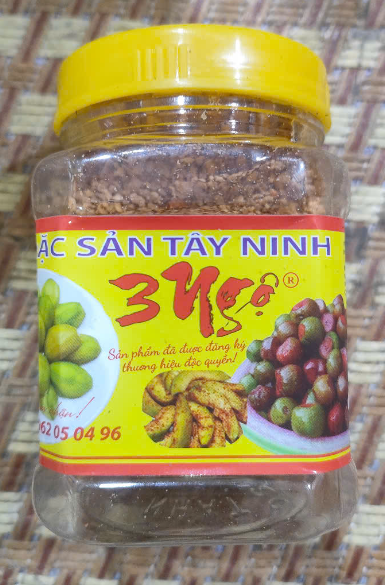 ẶC SẢN TÂY NINH
3 Ngộ ®
Sản phẩm đã được đăng ký
thương hiệu độc quyền!
62 05 04 96